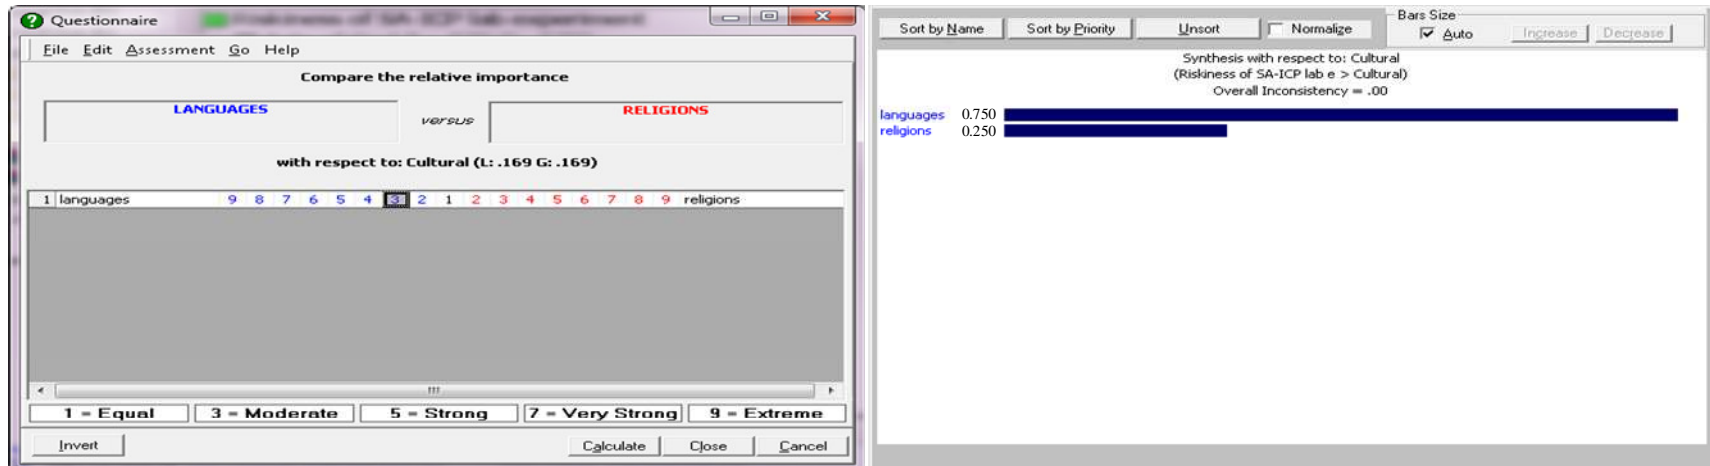 Questionnaire
File Edit Assessment Go Help
Compare the relative importance
LANGUAGES
versus
RELIGIONS
with respect to: Cultural (L: .169 G: .169)
1 languages 9 8 7 6 5 4 3 2 1 2 3 4 5 6 7 8 9 religions
1 = Equal 3 = Moderate 5 = Strong 7 = Very Strong 9 = Extreme
Invert Calculate Close Cancel
Sort by Name Sort by Priority Unsort Normalize
Bars Size
Auto Increase Decrease
Synthesis with respect to: Cultural
(Riskiness of SA-ICP lab e > Cultural)
Overall Inconsistency = .00
languages 0.750
religions 0.250